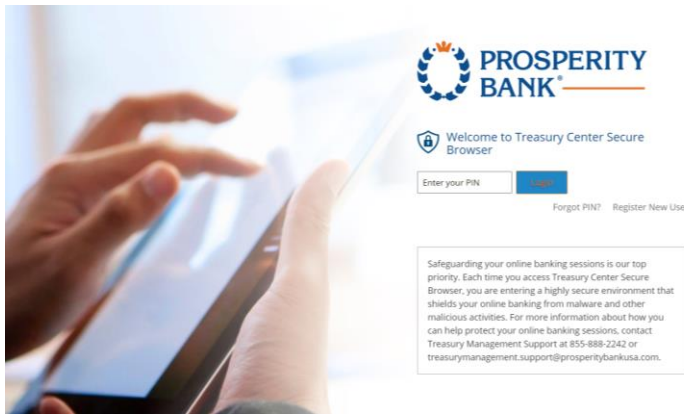 PROSPERITY
BANK®
Welcome to Treasury Center Secure
Browser
Enter your PIN
Login
Forgot PIN? Register New Use
Safeguarding your online banking sessions is our top
priority. Each time you access Treasury Center Secure
Browser, you are entering a highly secure environment that
shields your online banking from malware and other
malicious activities. For more information about how you
can help protect your online banking sessions, contact
Treasury Management Support at 855-888-2242 or
treasurymanagement.support@prosperitybankusa.com.